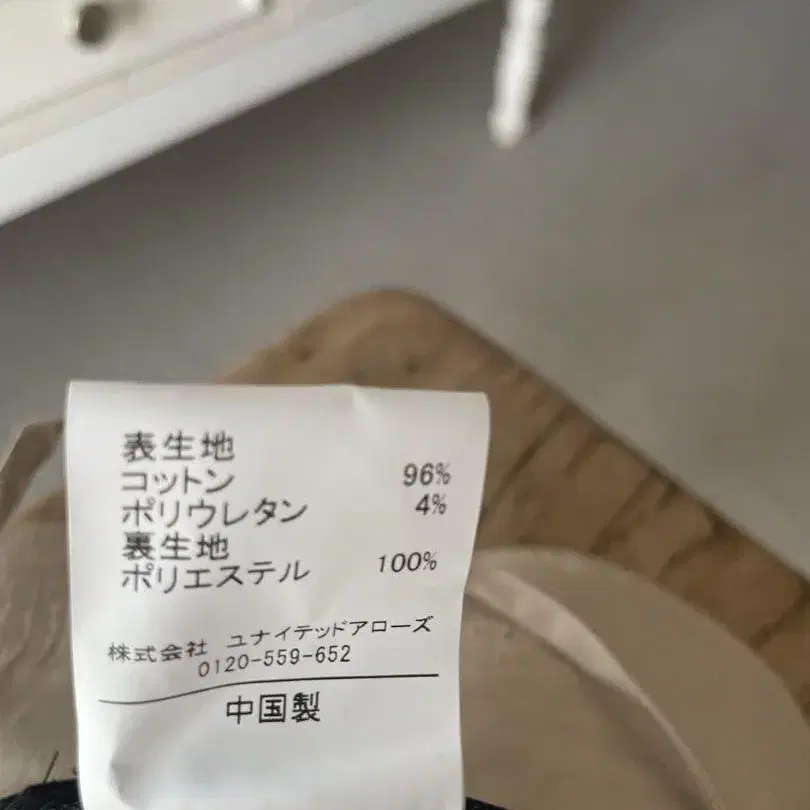 表生地
コットン 96%
ポリウレタン 4%
裏生地
ポリエステル 100%
株式会社 ユナイテッドアローズ
0120-559-652
中国製